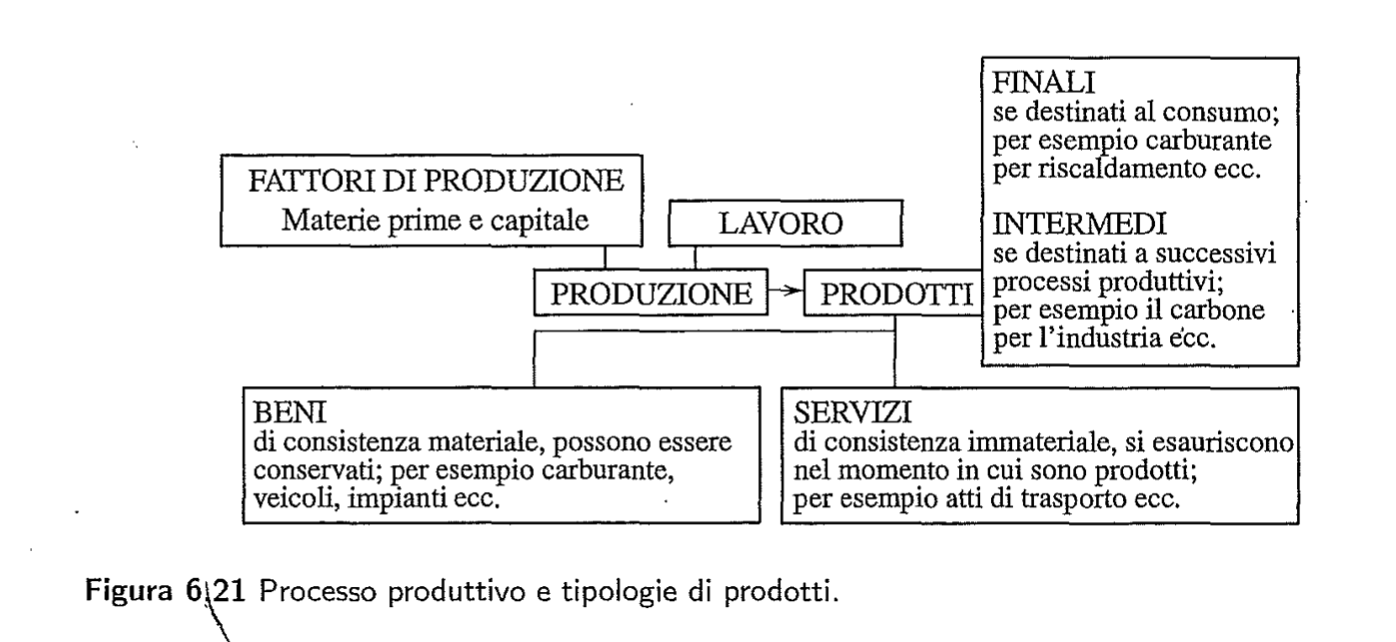 FATTORI DI PRODUZIONE
Materie prime e capitale
LAVORO
PRODUZIONE
PRODOTTI
FINALI
se destinati al consumo;
per esempio carburante
per riscaldamento ecc.
INTERMEDI
se destinati a successivi
processi produttivi;
per esempio il carbone
per l'industria ecc.
BENI
di consistenza materiale, possono essere
conservati; per esempio carburante,
veicoli, impianti ecc.
SERVIZI
di consistenza immateriale, si esauriscono
nel momento in cui sono prodotti;
per esempio atti di trasporto ecc.
Figura 6.21 Processo produttivo e tipologie di prodotti.